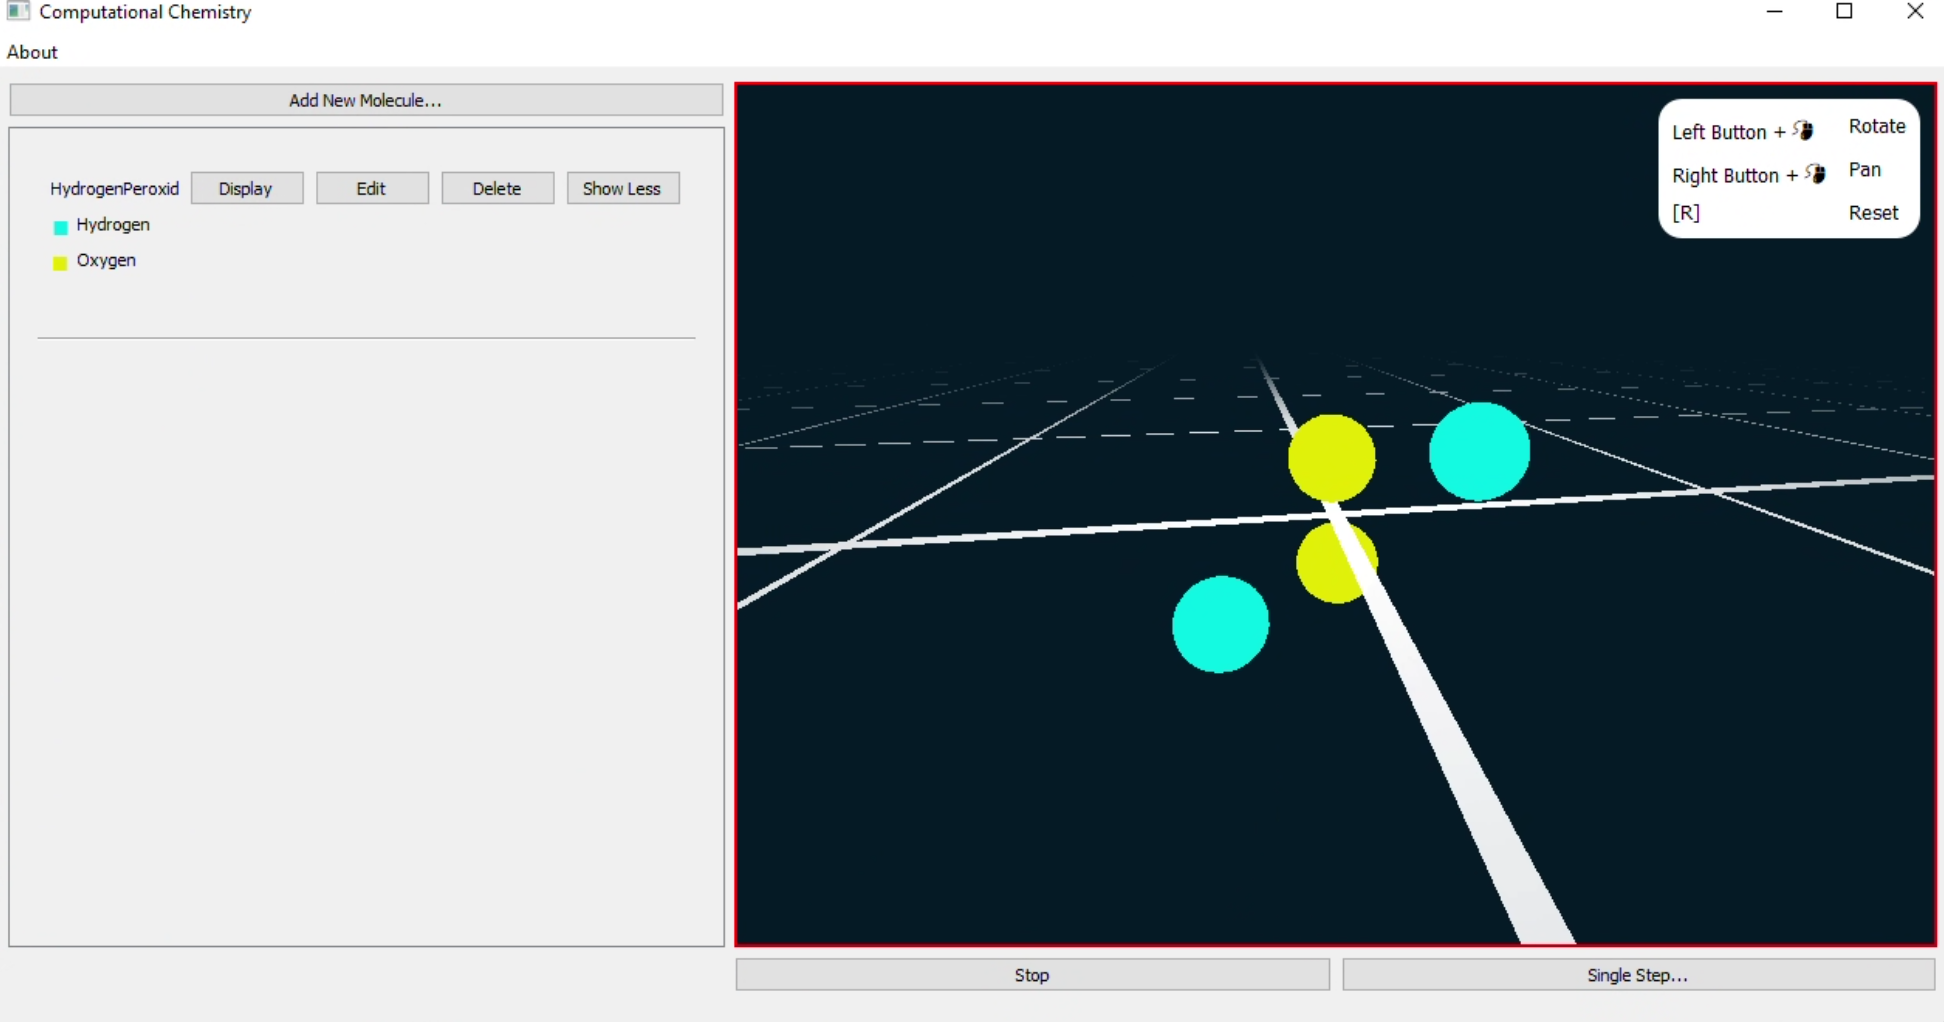 Computational Chemistry
About
Add New Molecule...
HydrogenPeroxid Display Edit Delete Show Less
Hydrogen
Oxygen
Left Button + Rotate
Right Button + Pan
[R] Reset
Stop Single Step...